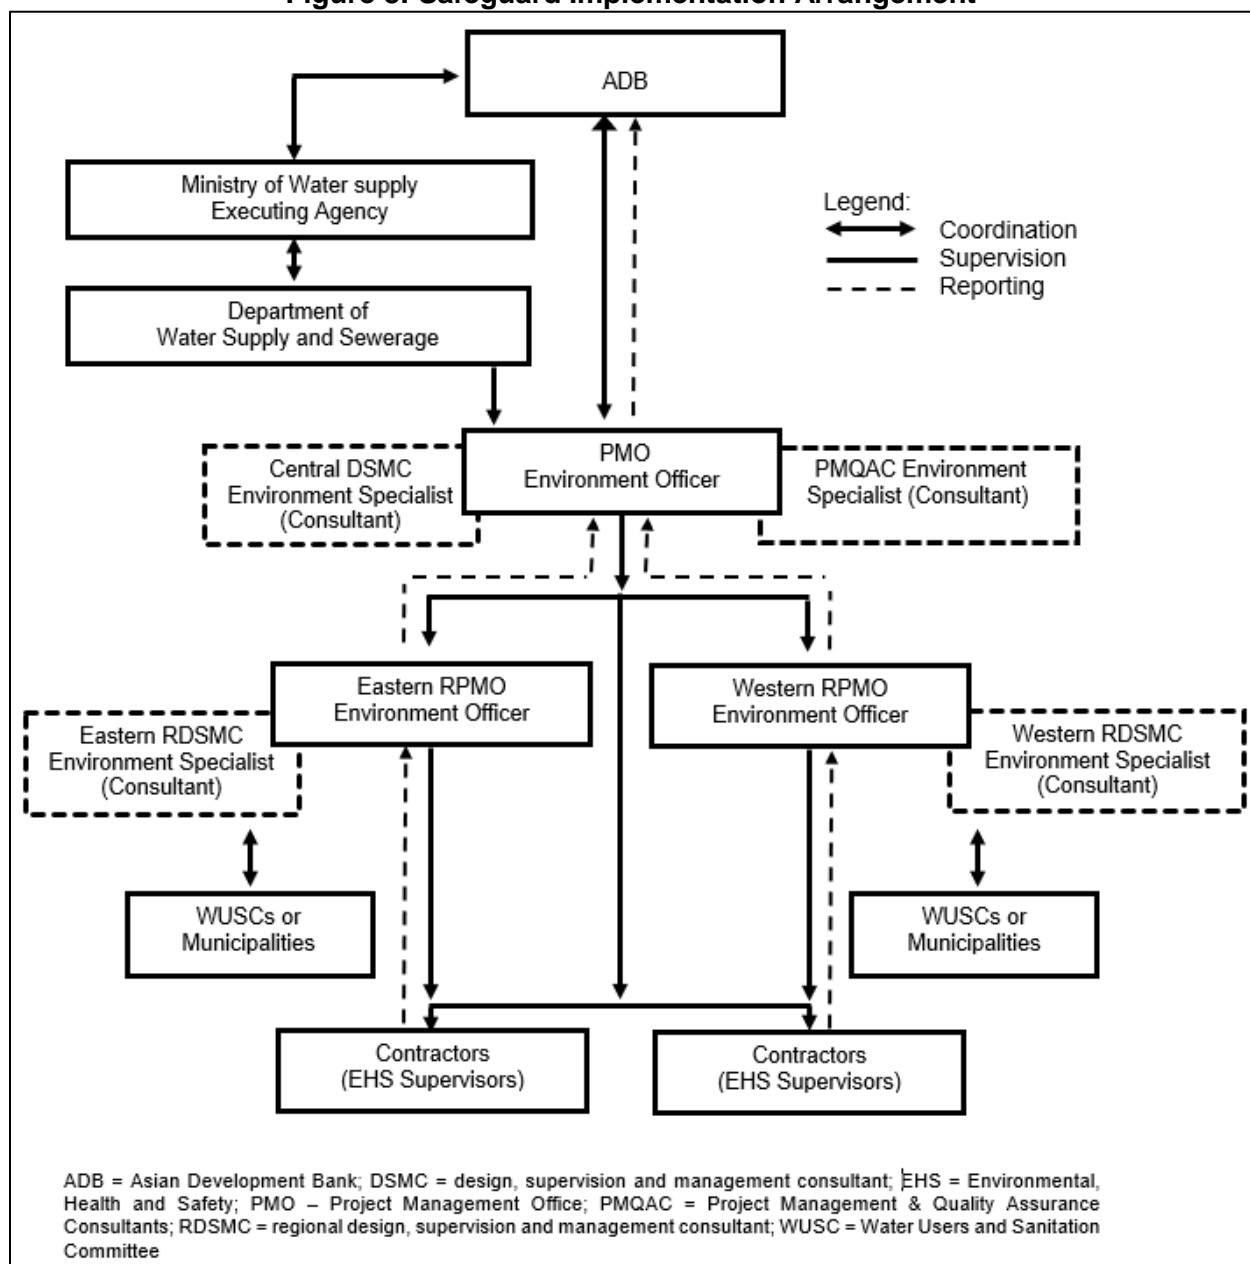 Figure 3: Safeguard Implementation Arrangement
ADB
Ministry of Water supply
Executing Agency
Legend:
Coordination
Supervision
Reporting
Department of
Water Supply and Sewerage
Central DSMC
Environment Specialist
(Consultant)
PMO
Environment Officer
PMQAC Environment
Specialist (Consultant)
Eastern RPMO
Environment Officer
Western RPMO
Environment Officer
Eastern RDSMC
Environment Specialist
(Consultant)
Western RDSMC
Environment Specialist
(Consultant)
WUSCs or
Municipalities
WUSCs or
Municipalities
Contractors
(EHS Supervisors)
Contractors
(EHS Supervisors)
ADB = Asian Development Bank; DSMC = design, supervision and management consultant; EHS = Environmental,
Health and Safety; PMO – Project Management Office; PMQAC = Project Management & Quality Assurance
Consultants; RDSMC = regional design, supervision and management consultant; WUSC = Water Users and Sanitation
Committee